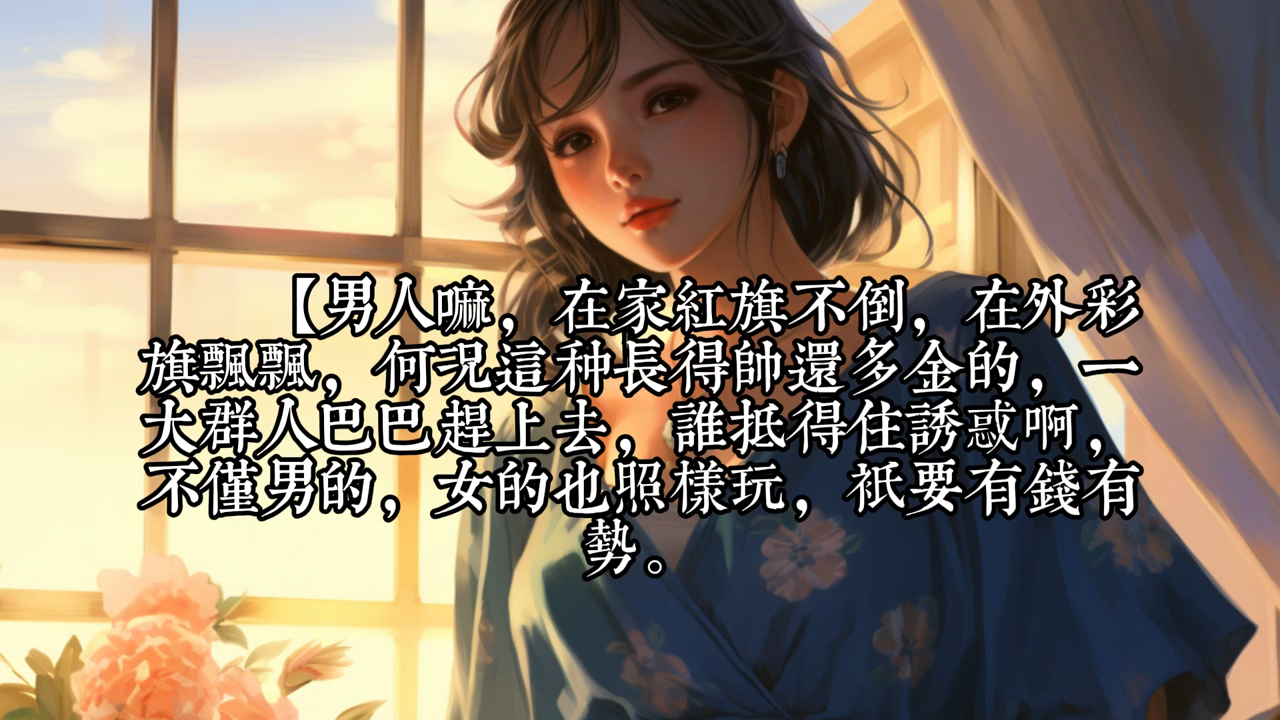 【男人嘛，在家紅旗不倒，在外彩
旗飄飄，何況這种長得帥還多金的，一
大群人巴巴趕上去，誰抵得住誘惑啊，
不僅男的，女的也照樣玩，衹要有錢有
勢。